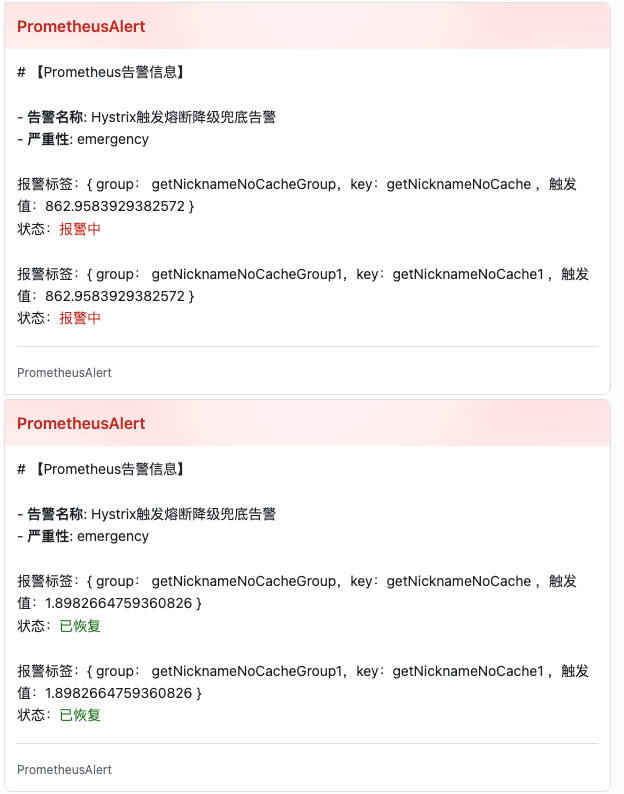 PrometheusAlert
# 【Prometheus告警信息】
- 告警名称: Hystrix触发熔断降级兜底告警
- 严重性: emergency
报警标签：{ group： getNicknameNoCacheGroup，key：getNicknameNoCache ，触发
值：862.9583929382572 }
状态：报警中
报警标签：{ group： getNicknameNoCacheGroup1，key：getNicknameNoCache1 ，触发
值：862.9583929382572 }
状态：报警中
PrometheusAlert
PrometheusAlert
# 【Prometheus告警信息】
- 告警名称: Hystrix触发熔断降级兜底告警
- 严重性: emergency
报警标签：{ group： getNicknameNoCacheGroup，key：getNicknameNoCache ，触发
值：1.8982664759360826 }
状态：已恢复
报警标签：{ group： getNicknameNoCacheGroup1，key：getNicknameNoCache1 ，触发
值：1.8982664759360826 }
状态：已恢复
PrometheusAlert